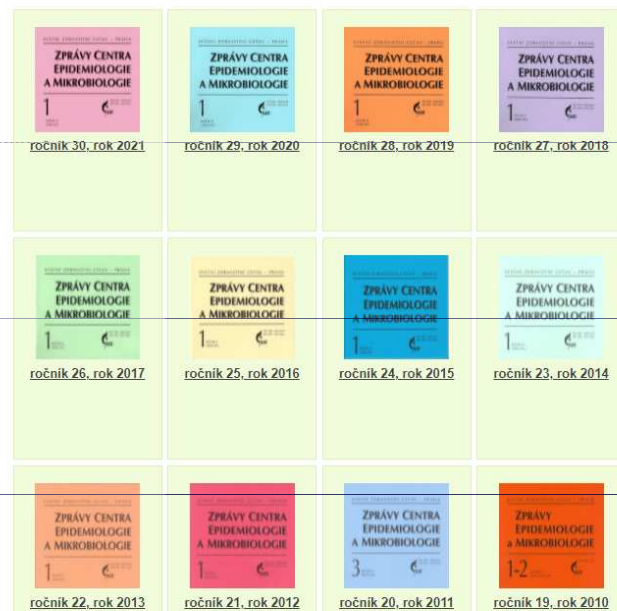 STÁTNÍ ZDRAVOTNÍ ÚSTAV - PRAHA
ZPRÁVY CENTRA
EPIDEMIOLOGIE
A MIKROBIOLOGIE
1
ročník 30, rok 2021
ZPRÁVY CENTRA
EPIDEMIOLOGIE
A MIKROBIOLOGIE
1
ročník 29, rok 2020
ZPRÁVY CENTRA
EPIDEMIOLOGIE
A MIKROBIOLOGIE
1
ročník 28, rok 2019
ZPRÁVY CENTRA
EPIDEMIOLOGIE
A MIKROBIOLOGIE
1
ročník 27, rok 2018
ZPRÁVY CENTRA
EPIDEMIOLOGIE
A MIKROBIOLOGIE
1
ročník 26, rok 2017
ZPRÁVY CENTRA
EPIDEMIOLOGIE
A MIKROBIOLOGIE
1
ročník 25, rok 2016
ZPRÁVY CENTRA
EPIDEMIOLOGIE
A MIKROBIOLOGIE
1
ročník 24, rok 2015
ZPRÁVY CENTRA
EPIDEMIOLOGIE
A MIKROBIOLOGIE
1
ročník 23, rok 2014
ZPRÁVY CENTRA
EPIDEMIOLOGIE
A MIKROBIOLOGIE
1
ročník 22, rok 2013
ZPRÁVY CENTRA
EPIDEMIOLOGIE
A MIKROBIOLOGIE
1
ročník 21, rok 2012
ZPRÁVY CENTRA
EPIDEMIOLOGIE
A MIKROBIOLOGIE
3
ročník 20, rok 2011
ZPRÁVY
EPIDEMIOLOGIE
a MIKROBIOLOGIE
1-2
ročník 19, rok 2010